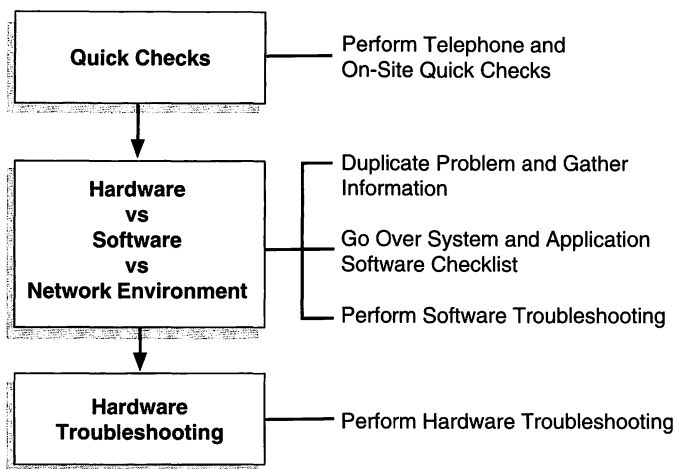 Quick Checks
Perform Telephone and
On-Site Quick Checks
Hardware
vs
Software
vs
Network Environment
Duplicate Problem and Gather
Information
Go Over System and Application
Software Checklist
Perform Software Troubleshooting
Hardware
Troubleshooting
Perform Hardware Troubleshooting